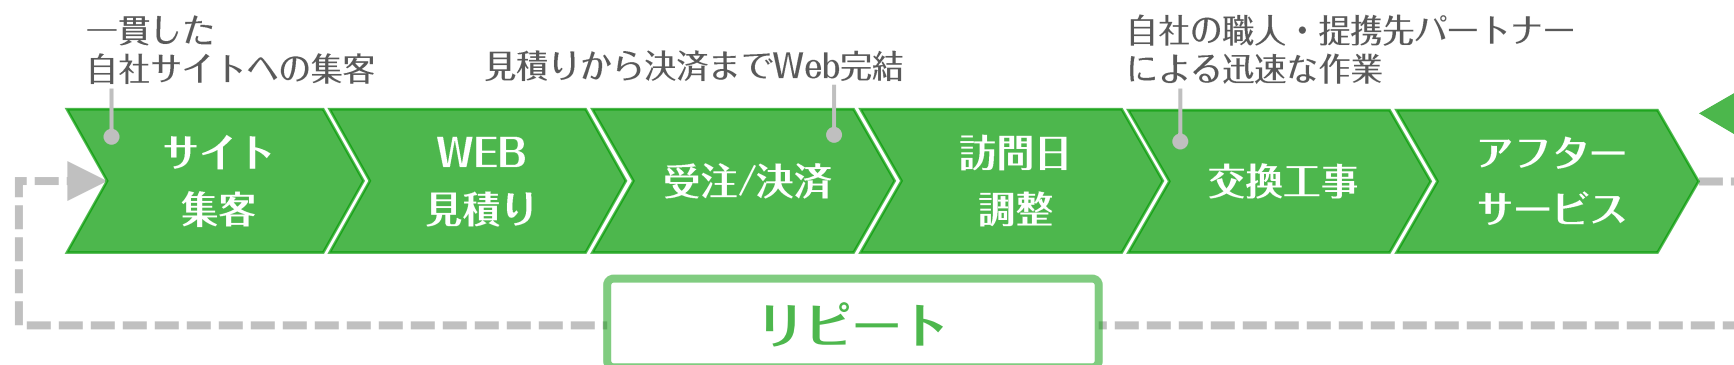 一貫した
自社サイトへの集客
見積りから決済までWeb完結
自社の職人・提携先パートナー
による迅速な作業
サイト
集客
WEB
見積り
受注/決済
訪問日
調整
交換工事
アフター
サービス
リピート